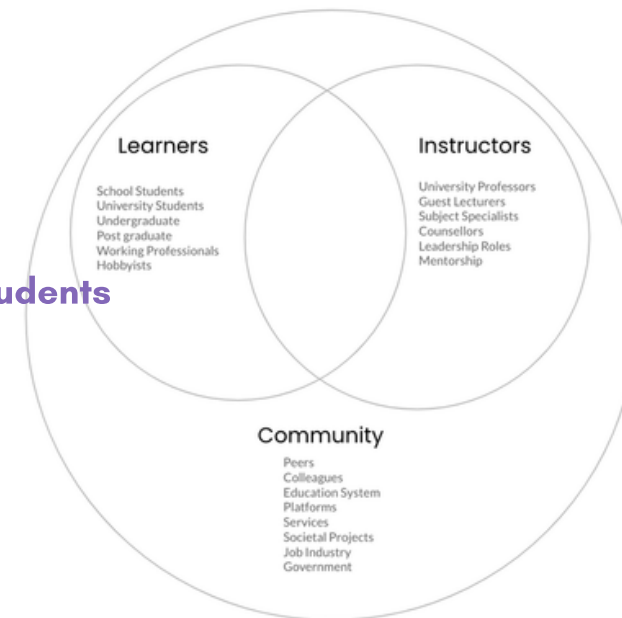 Learners
School Students
University Students
Undergraduate
Post graduate
Working Professionals
Hobbyists
Instructors
University Professors
Guest Lecturers
Subject Specialists
Counsellors
Leadership Roles
Mentorship
udents
Community
Peers
Colleagues
Education System
Platforms
Services
Societal Projects
Job Industry
Government